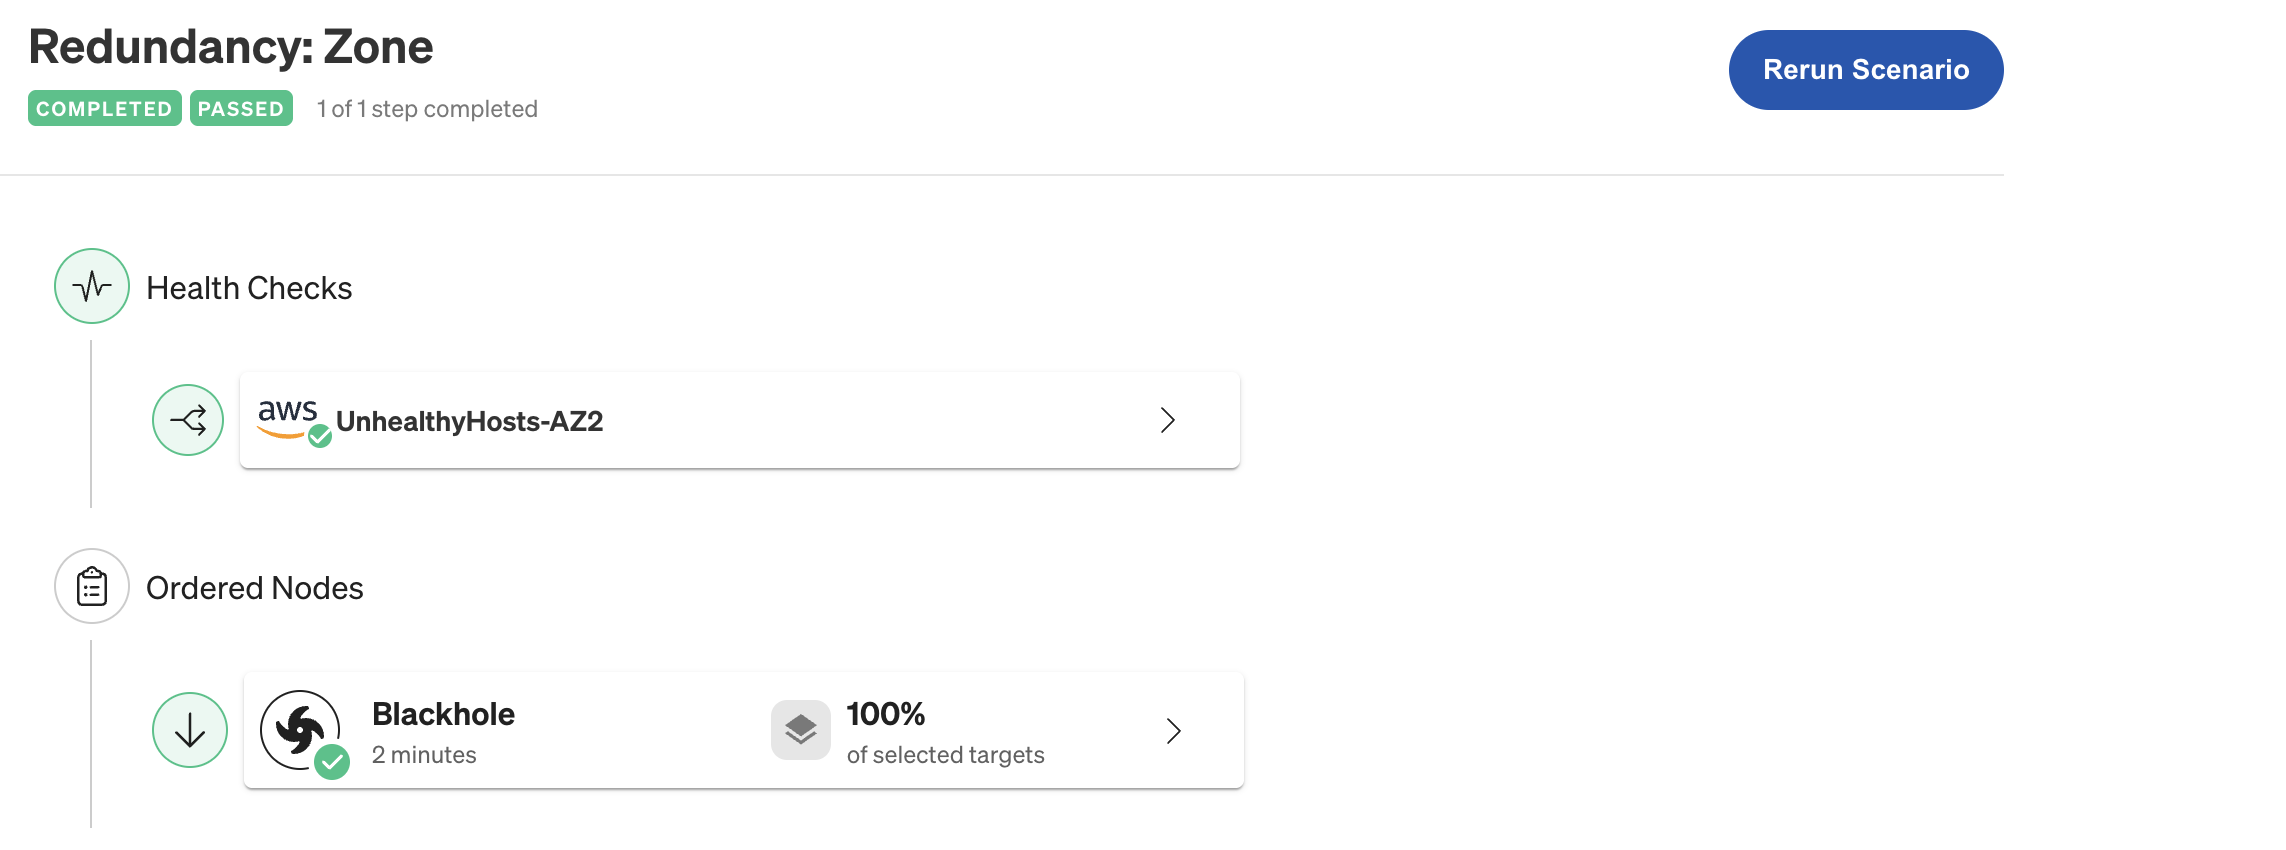 Redundancy: Zone
Rerun Scenario
COMPLETED PASSED 1 of 1 step completed
Health Checks
aws UnhealthyHosts-AZ2
Ordered Nodes
Blackhole
2 minutes
100%
of selected targets